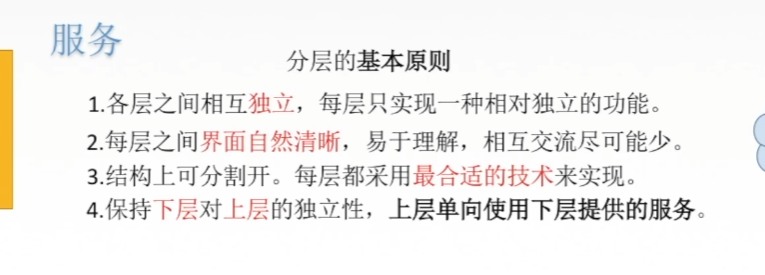 服务
分层的基本原则
1.各层之间相互独立，每层只实现一种相对独立的功能。
2.每层之间界面自然清晰，易于理解，相互交流尽可能少。
3.结构上可分割开。每层都采用最合适的技术来实现。
4.保持下层对上层的独立性，上层单向使用下层提供的服务。